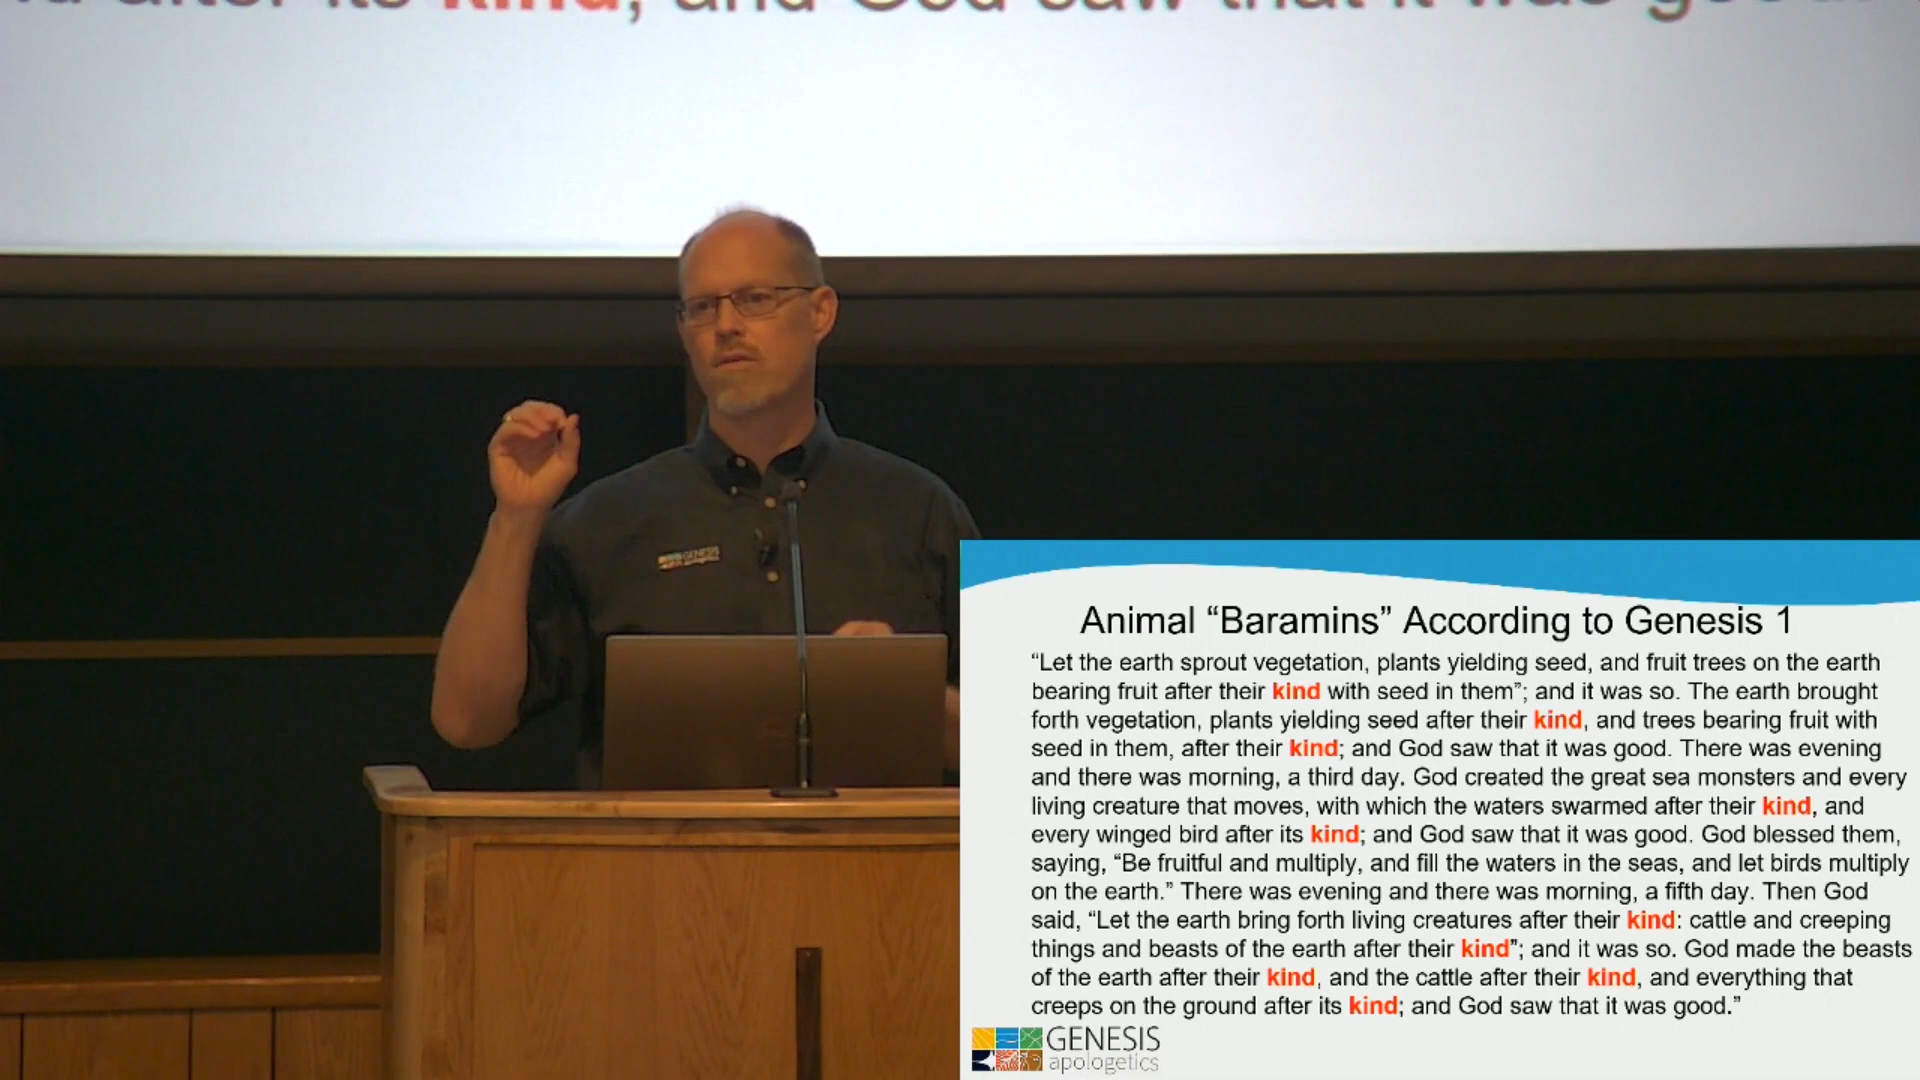 after its kind, and God saw that it was good.
GENESIS
apologetics
Animal “Baramins” According to Genesis 1
“Let the earth sprout vegetation, plants yielding seed, and fruit trees on the earth
bearing fruit after their kind with seed in them”; and it was so. The earth brought
forth vegetation, plants yielding seed after their kind, and trees bearing fruit with
seed in them, after their kind; and God saw that it was good. There was evening
and there was morning, a third day. God created the great sea monsters and every
living creature that moves, with which the waters swarmed after their kind, and
every winged bird after its kind; and God saw that it was good. God blessed them,
saying, “Be fruitful and multiply, and fill the waters in the seas, and let birds multiply
on the earth.” There was evening and there was morning, a fifth day. Then God
said, “Let the earth bring forth living creatures after their kind: cattle and creeping
things and beasts of the earth after their kind”; and it was so. God made the beasts
of the earth after their kind, and the cattle after their kind, and everything that
creeps on the ground after its kind; and God saw that it was good.”
GENESIS
apologetics